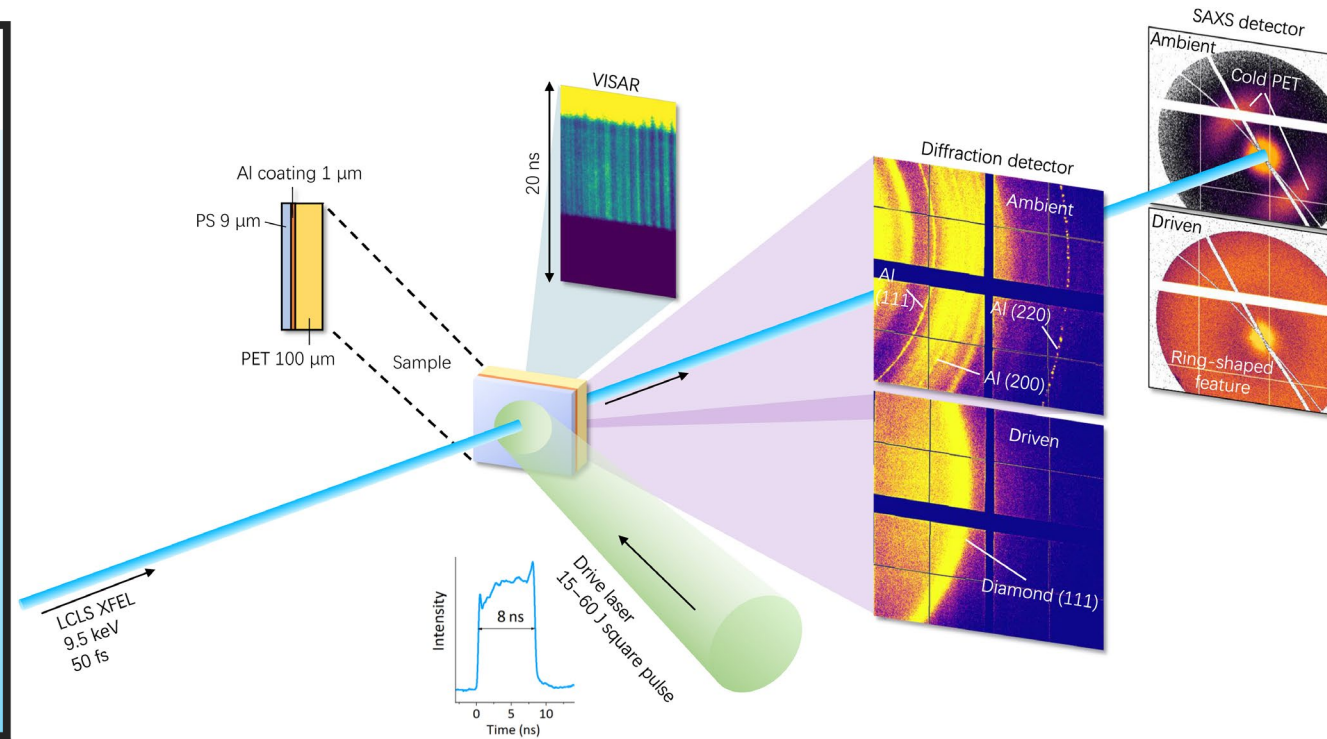 SAXS detector
Ambient
Cold PET
Driven
Ring-shaped
feature
VISAR
20 ns
Al coating 1 μm
PS 9 μm
PET 100 μm
Sample
Diffraction detector
Ambient
Al
(111)
Al (220)
Al (200)
Driven
Diamond (111)
LCLS XFEL
9.5 keV
50 fs
Drive laser
15–60 J square pulse
Intensity
8 ns
0 5 10
Time (ns)